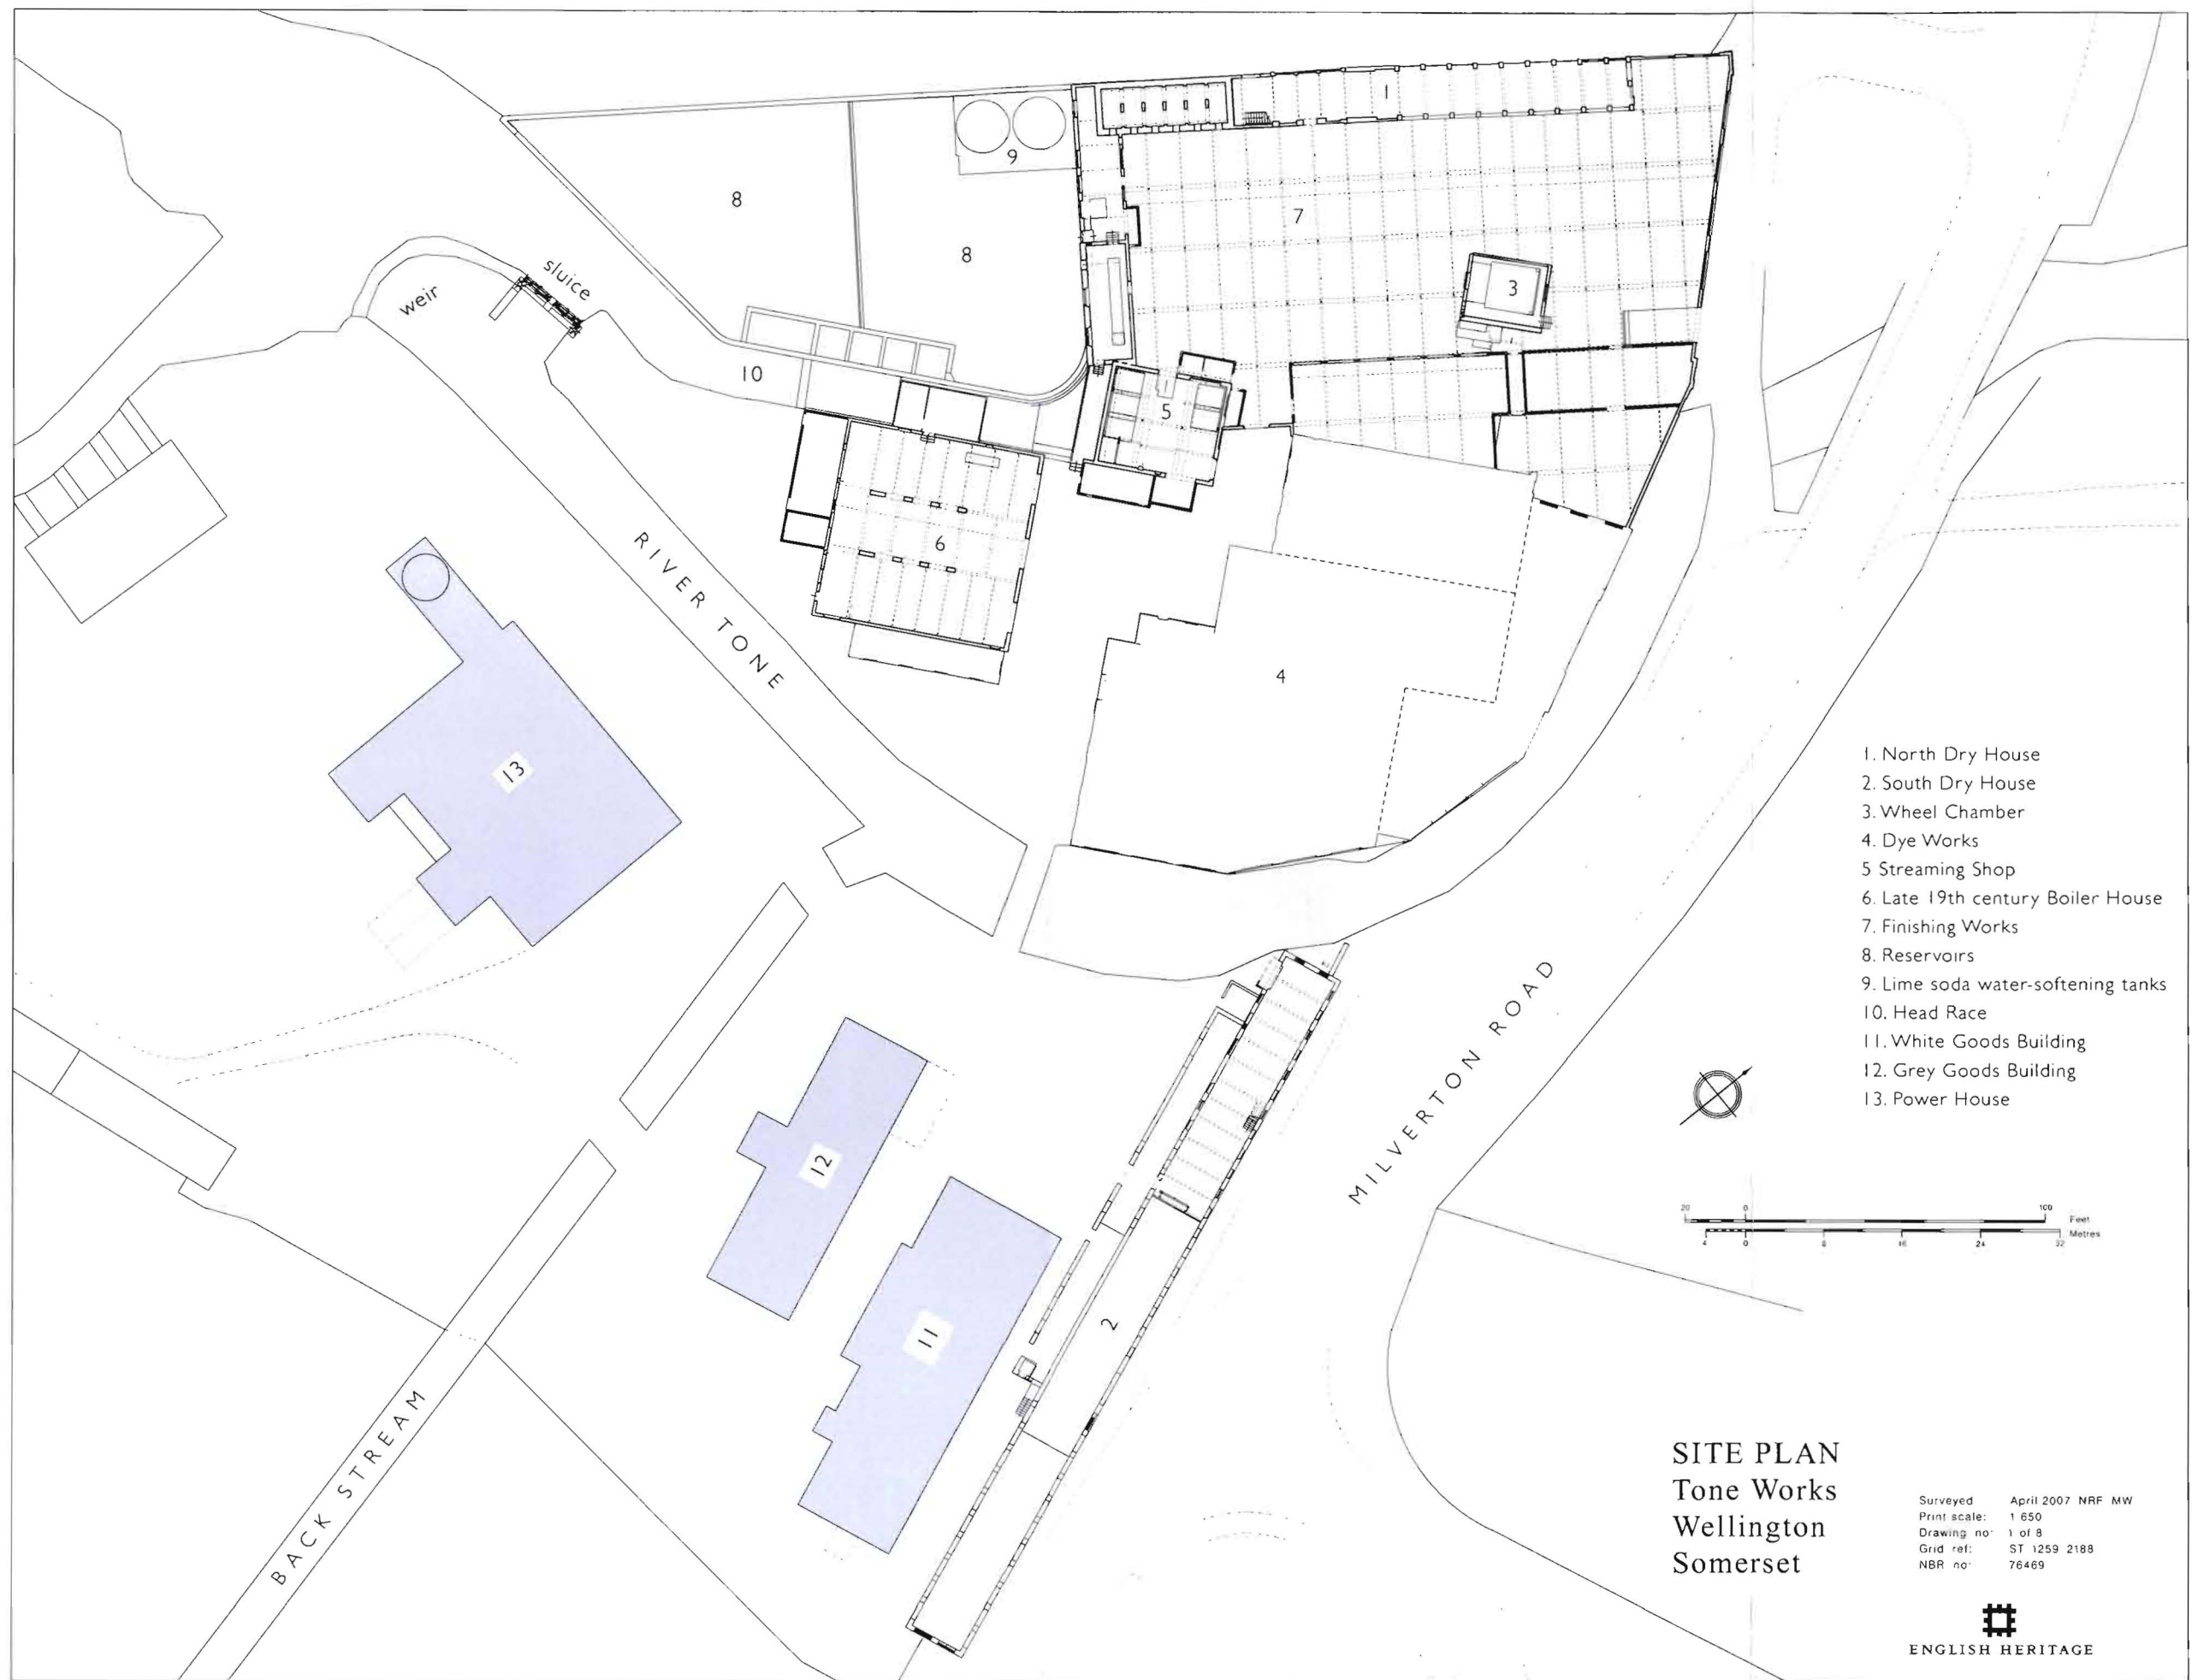 1
8
9
7
8
sluice
weir
3
10
5
6
RIVER TONE
4
13
12
11
2
MILVERTON ROAD
BACK STREAM
1. North Dry House
2. South Dry House
3. Wheel Chamber
4. Dye Works
5 Streaming Shop
6. Late 19th century Boiler House
7. Finishing Works
8. Reservoirs
9. Lime soda water-softening tanks
10. Head Race
11. White Goods Building
12. Grey Goods Building
13. Power House
20 0 100 Feet
4 0 8 16 24 32 Metres
SITE PLAN
Tone Works
Wellington
Somerset
Surveyed April 2007 NRF MW
Print scale: 1 650
Drawing no: 1 of 8
Grid ref: ST 1259 2188
NBR no: 76469
ENGLISH HERITAGE